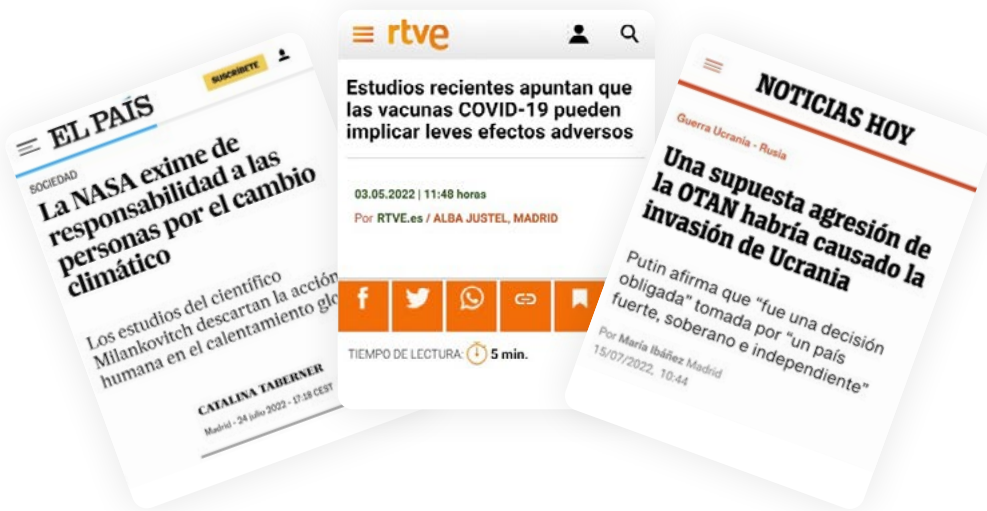 EL PAÍS
SUSCRÍBETE
SOCIEDAD
La NASA exime de
responsabilidad a las
personas por el cambio
climático
Los estudios del científico
Milankovitch descartan la acción
humana en el calentamiento glo
CATALINA TABERNER
Madrid - 24 julio 2022 - 17:18 CEST
rtve
Estudios recientes apuntan que
las vacunas COVID-19 pueden
implicar leves efectos adversos
03.05.2022 | 11:48 horas
Por RTVE.es / ALBA JUSTEL, MADRID
TIEMPO DE LECTURA: 5 min.
NOTICIAS HOY
Guerra Ucrania - Rusia
Una supuesta agresión de
la OTAN habría causado la
invasión de Ucrania
Putin afirma que "fue una decisión
obligada" tomada por "un país
fuerte, soberano e independiente"
Por María Ibáñez Madrid
15/07/2022, 10:44